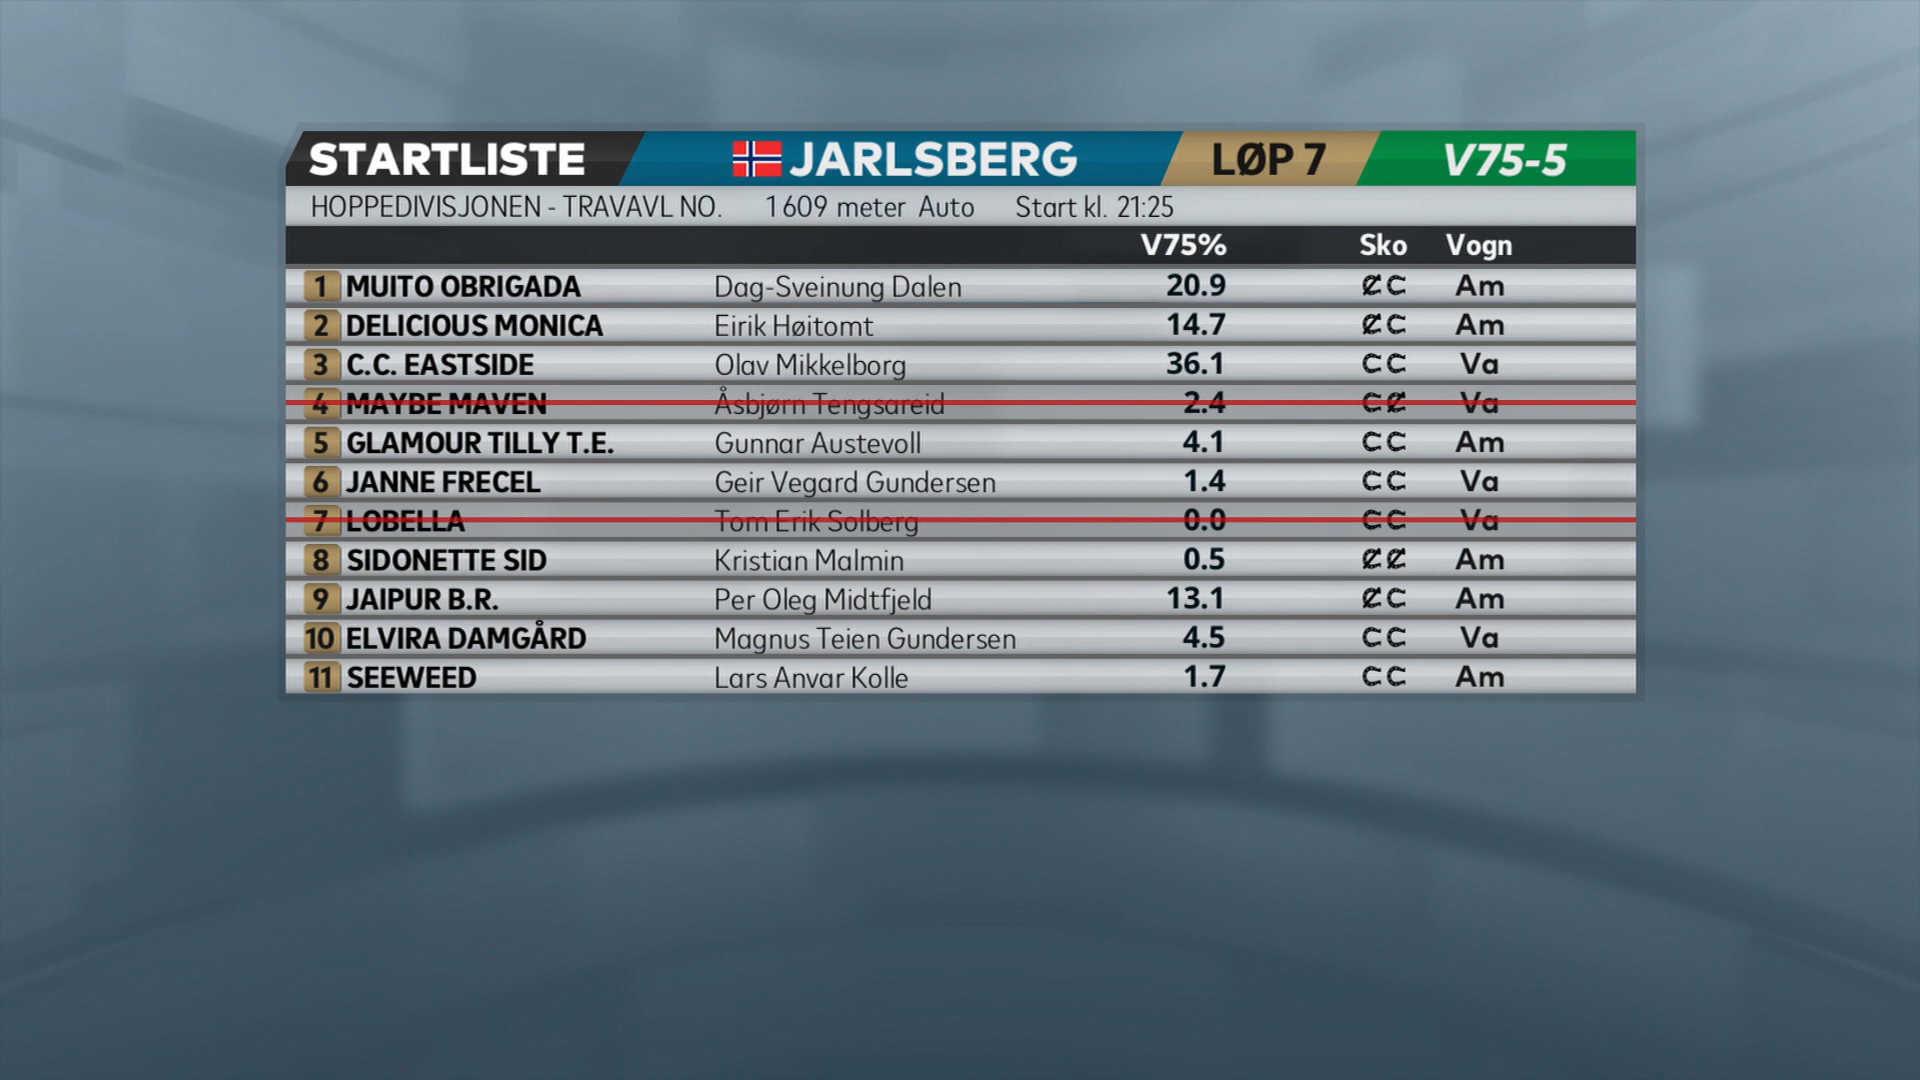 STARTLISTE JARLSBERG LØP 7 V75-5
HOPPEDIVISJONEN - TRAVAVL NO. 1609 meter Auto Start kl. 21:25
V75% Sko Vogn
1 MUITO OBRIGADA Dag-Sveinung Dalen 20.9 Am
2 DELICIOUS MONICA Eirik Høitomt 14.7 Am
3 C.C. EASTSIDE Olav Mikkelborg 36.1 Va
4 MAYBE MAVEN Åsbjørn Tengsareid 2.4 Va
5 GLAMOUR TILLY T.E. Gunnar Austevoll 4.1 Am
6 JANNE FRECEL Geir Vegard Gundersen 1.4 Va
7 LOBELLA Tom Erik Solberg 0.0 Va
8 SIDONETTE SID Kristian Malmin 0.5 Am
9 JAIPUR B.R. Per Oleg Midtfjeld 13.1 Am
10 ELVIRA DAMGÅRD Magnus Teien Gundersen 4.5 Va
11 SEEWEED Lars Anvar Kolle 1.7 Am